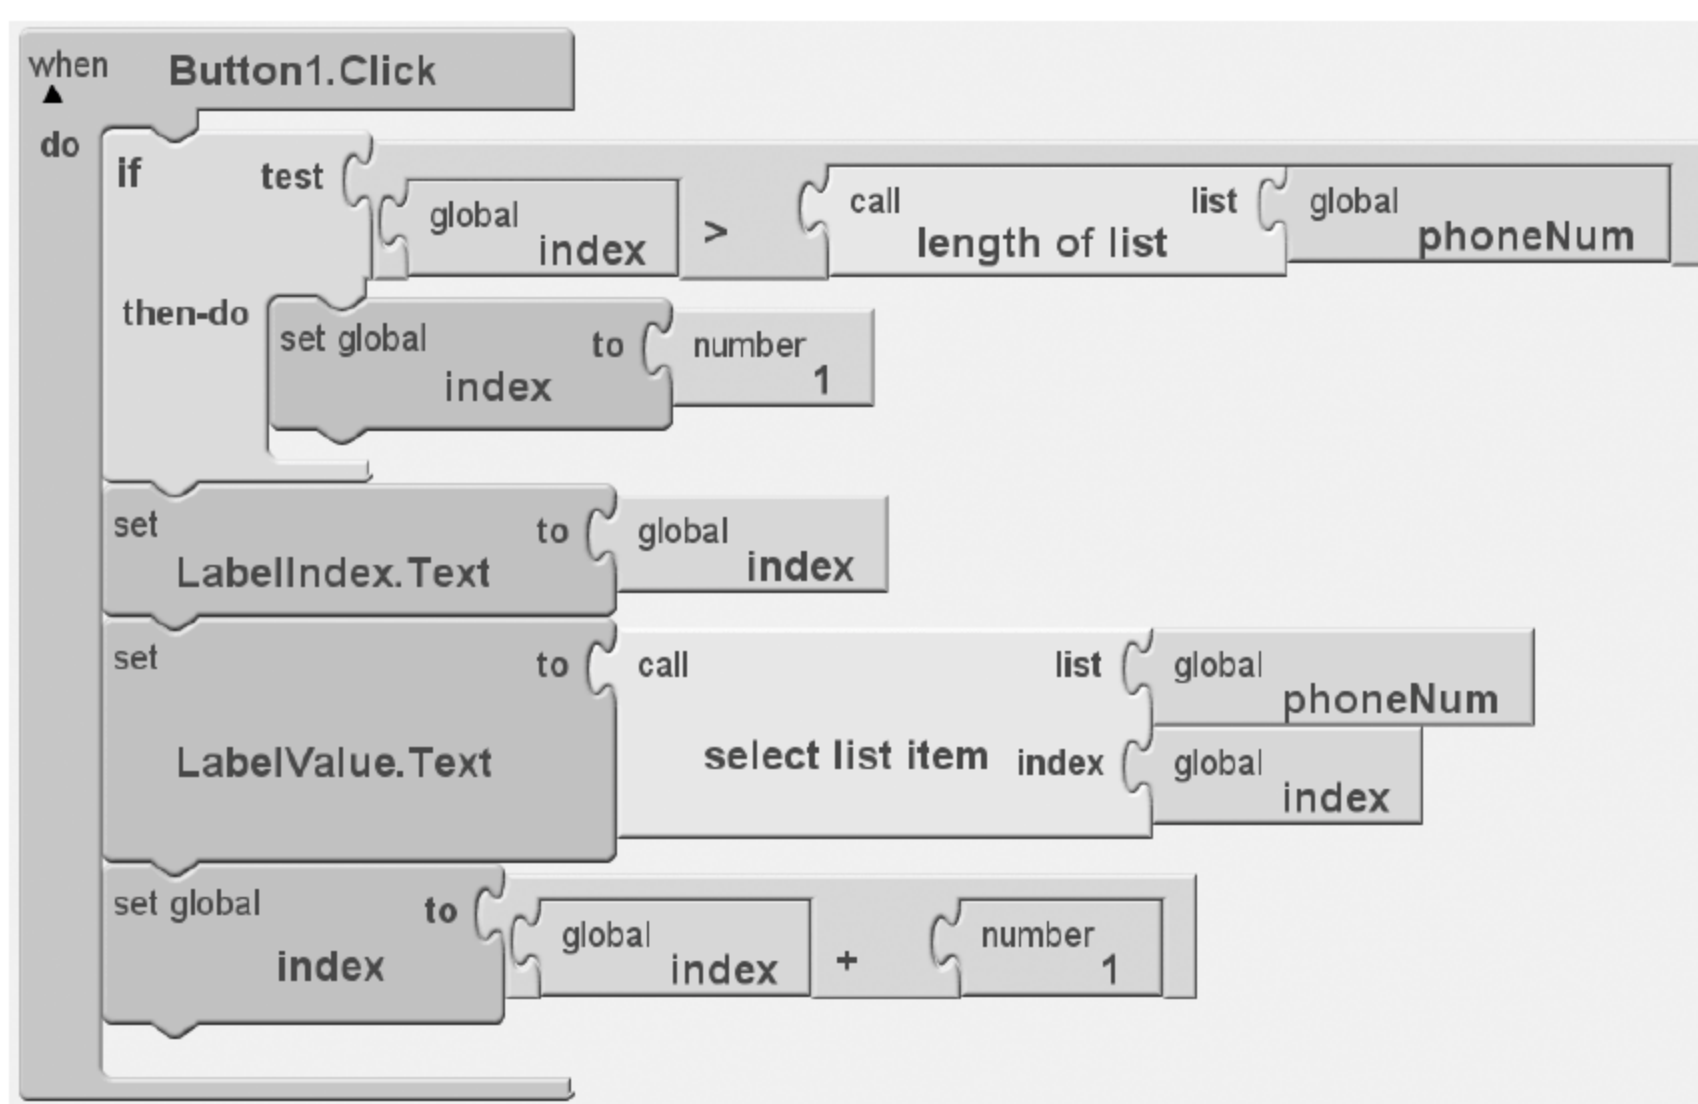 when Button1.Click
do
if test global index > call length of list list global phoneNum
then-do set global index to number 1
set LabelIndex.Text to global index
set LabelValue.Text to call select list item list global phoneNum
index global index
set global index to global index + number 1